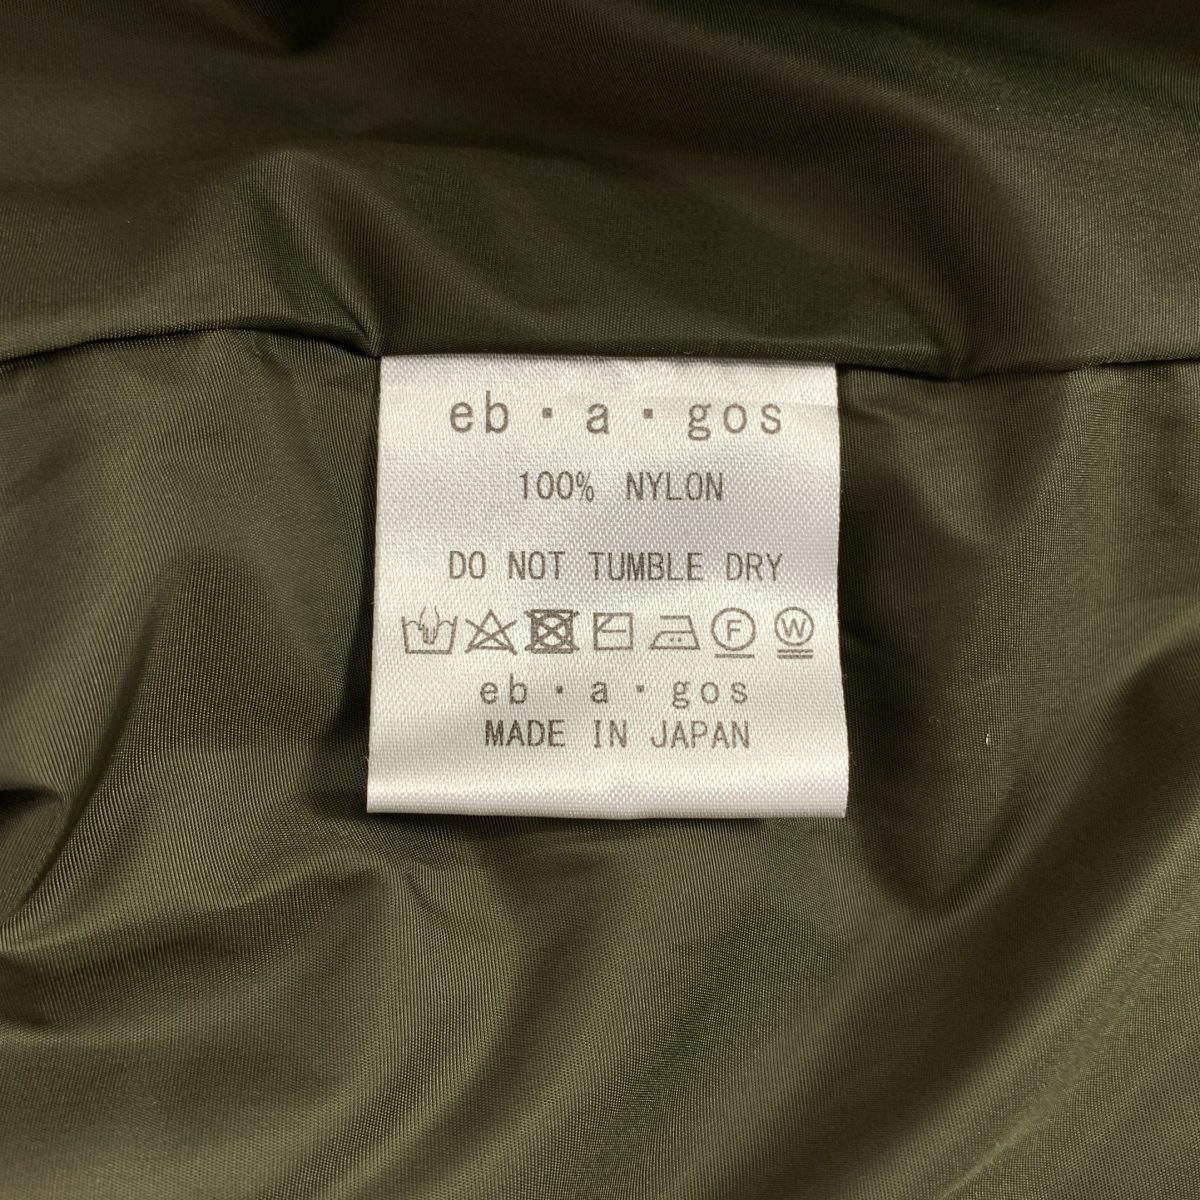 eb・a・gos
100% NYLON
DO NOT TUMBLE DRY
F W
eb・a・gos
MADE IN JAPAN